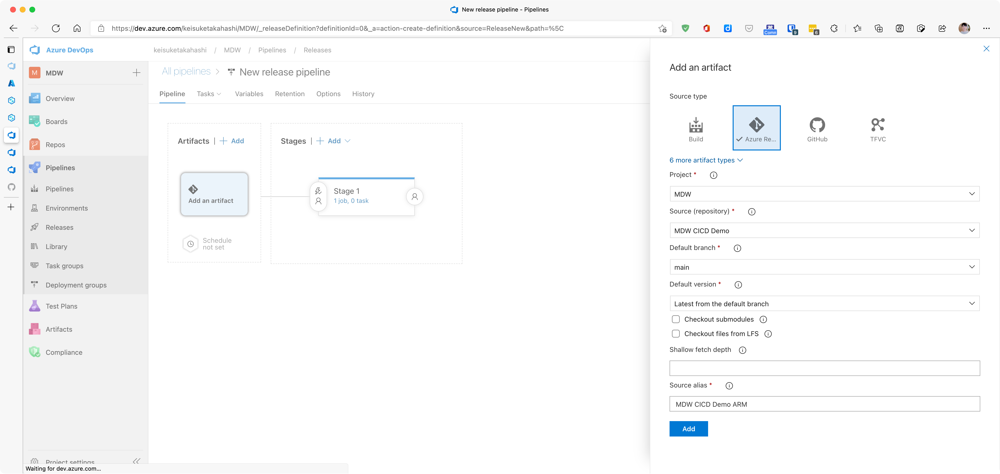 New release pipeline - Pipelines
https://dev.azure.com/keisuketakahashi/MDW/_releaseDefinition?definitionId=0&_a=action-create-definition&source=ReleaseNew&path=%5C
Comn
9
6
Azure DevOps
keisuketakahashi / MDW / Pipelines / Releases
M MDW
All pipelines > New release pipeline
Pipeline Tasks Variables Retention Options History
Overview
Boards
Repos
Pipelines
Pipelines
Environments
Releases
Library
Task groups
Deployment groups
Test Plans
Artifacts
Compliance
Project settings
Waiting for dev.azure.com...
Artifacts | + Add
Add an artifact
Schedule
not set
Stages | + Add
Stage 1
1 job, 0 task
Add an artifact
Source type
Build
Azure Re...
GitHub
TFVC
6 more artifact types
Project *
MDW
Source (repository) *
MDW CICD Demo
Default branch *
main
Default version *
Latest from the default branch
Checkout submodules
Checkout files from LFS
Shallow fetch depth
Source alias *
MDW CICD Demo ARM
Add